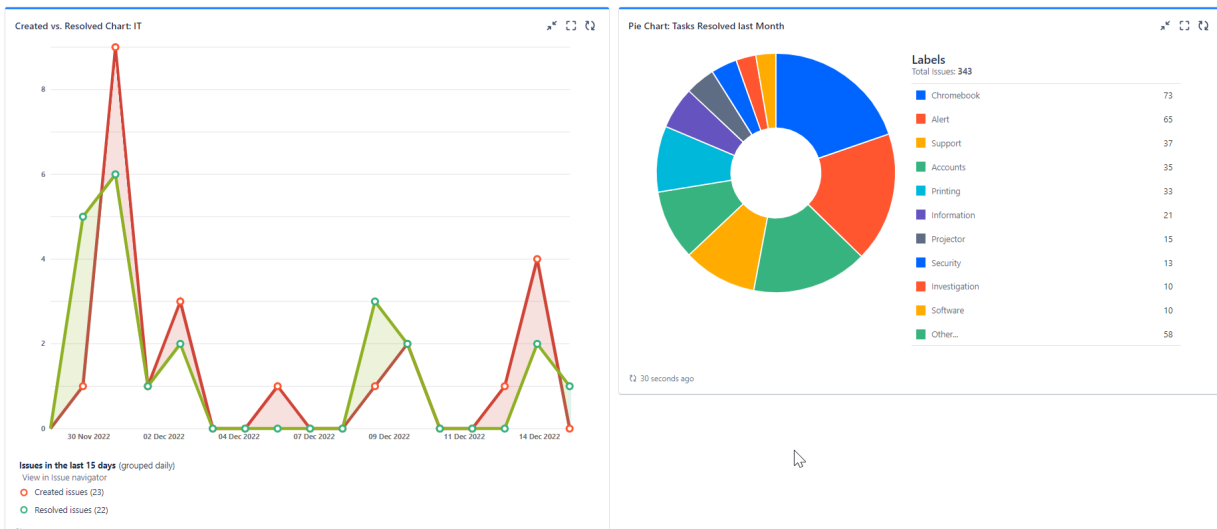 Created vs. Resolved Chart: IT
8
6
4
2
0
30 Nov 2022 02 Dec 2022 04 Dec 2022 07 Dec 2022 09 Dec 2022 11 Dec 2022 14 Dec 2022
Issues in the last 15 days (grouped daily)
View in Issue navigator
Created issues (23)
Resolved issues (22)
Pie Chart: Tasks Resolved last Month
Labels
Total Issues: 343
Chromebook 73
Alert 65
Support 37
Accounts 35
Printing 33
Information 21
Projector 15
Security 13
Investigation 10
Software 10
Other... 58
30 seconds ago